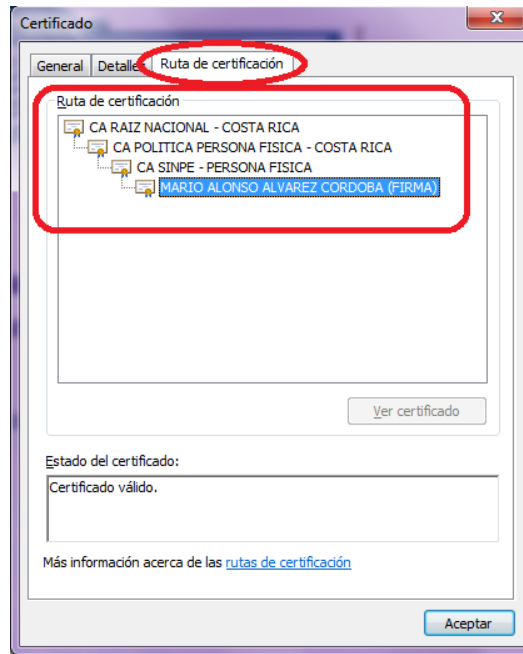 Certificado
General
Detalles
Ruta de certificación
Ruta de certificación
CA RAIZ NACIONAL - COSTA RICA
CA POLITICA PERSONA FISICA - COSTA RICA
CA SINPE - PERSONA FISICA
MARIO ALONSO ALVAREZ CORDOBA (FIRMA)
Ver certificado
Estado del certificado:
Certificado válido.
Más información acerca de las rutas de certificación
Aceptar